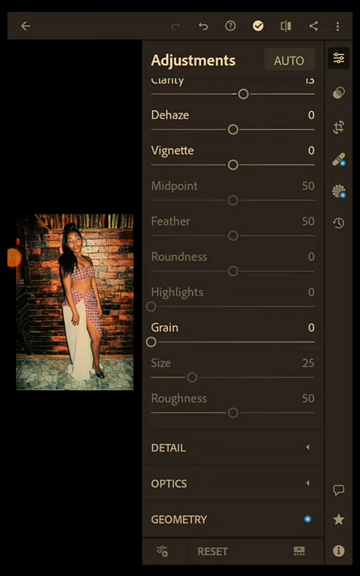 Adjustments AUTO
Clarity 13
Dehaze 0
Vignette 0
Midpoint 50
Feather 50
Roundness 0
Highlights 0
Grain 0
Size 25
Roughness 50
DETAIL
OPTICS
GEOMETRY
RESET